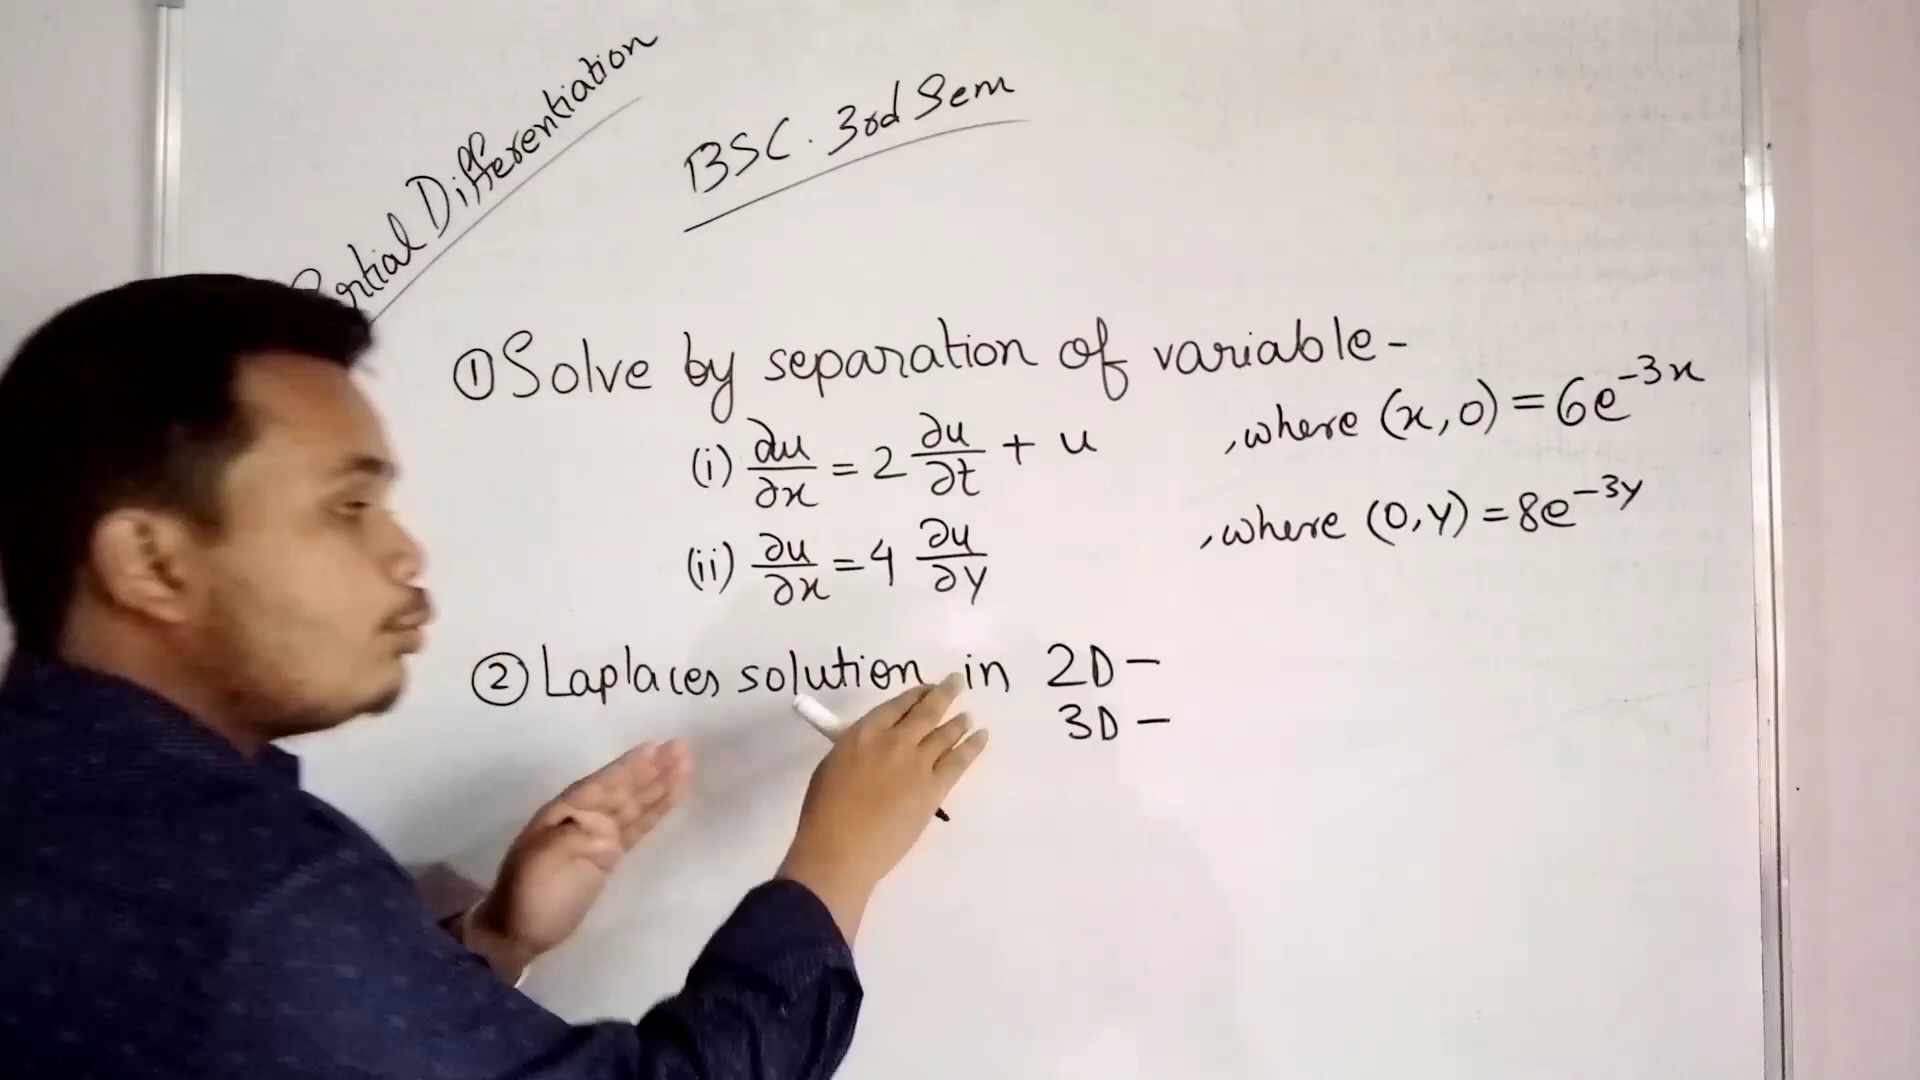 Partial Differentiation
BSC. 3rd Sem
① Solve by separation of variable -
(i) ∂u/∂x = 2 ∂u/∂t + u , where (x, 0) = 6e^{-3x}
(ii) ∂u/∂x = 4 ∂u/∂y , where (0, y) = 8e^{-3y}
② Laplaces solution in 2D -
3D -